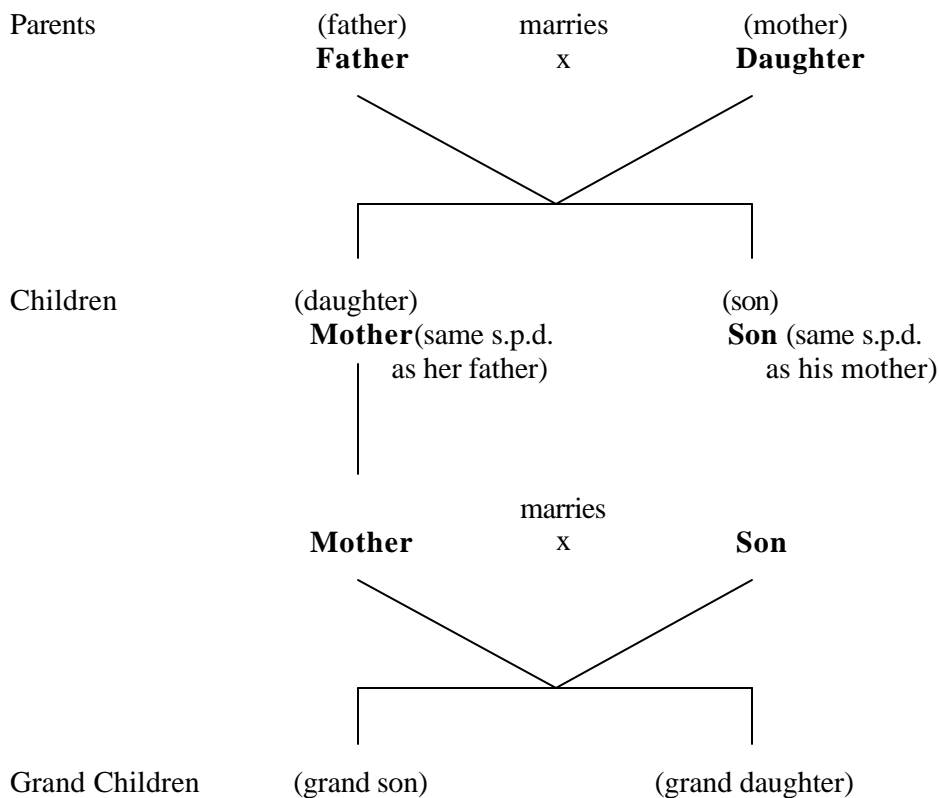 Parents (father) marries (mother)
Father x Daughter
Children (daughter) (son)
Mother(same s.p.d. Son (same s.p.d.
as her father) as his mother)
marries
Mother x Son
Grand Children (grand son) (grand daughter)